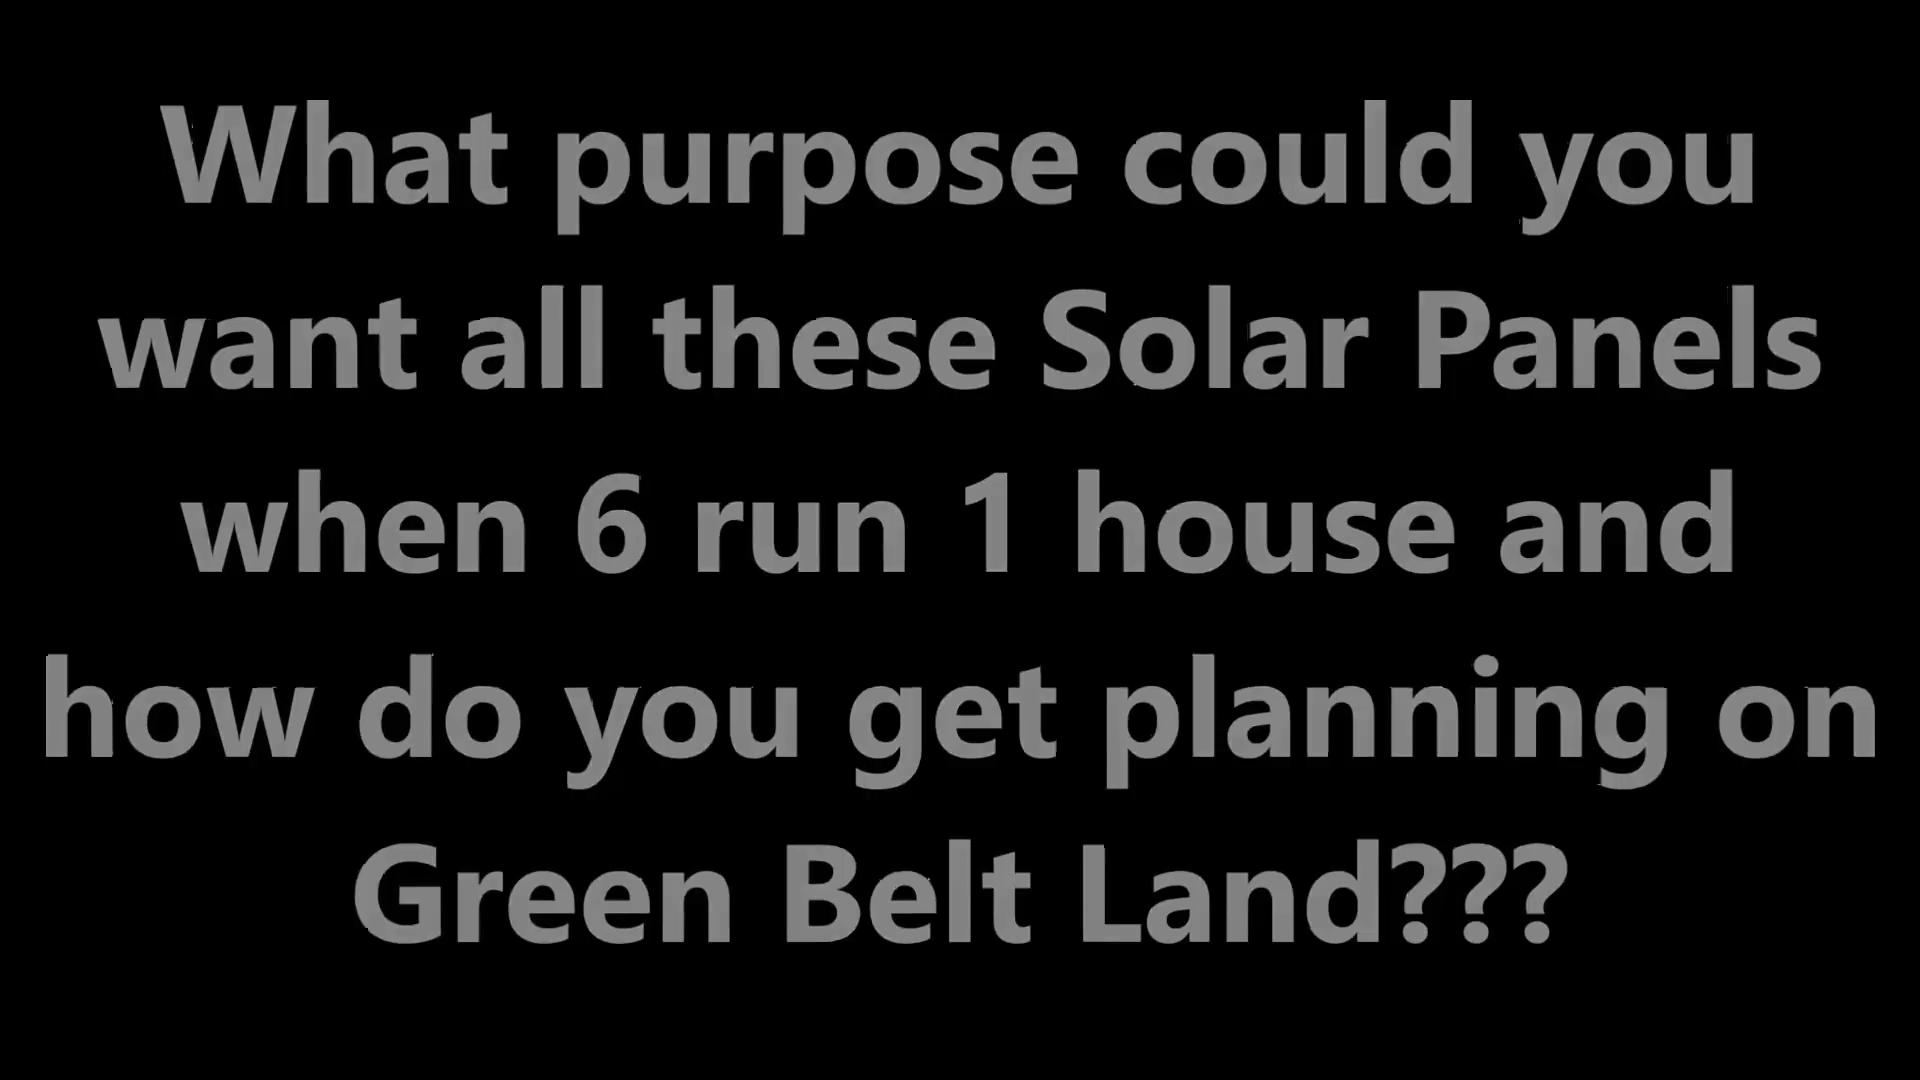 What purpose could you
want all these Solar Panels
when 6 run 1 house and
how do you get planning on
Green Belt Land???